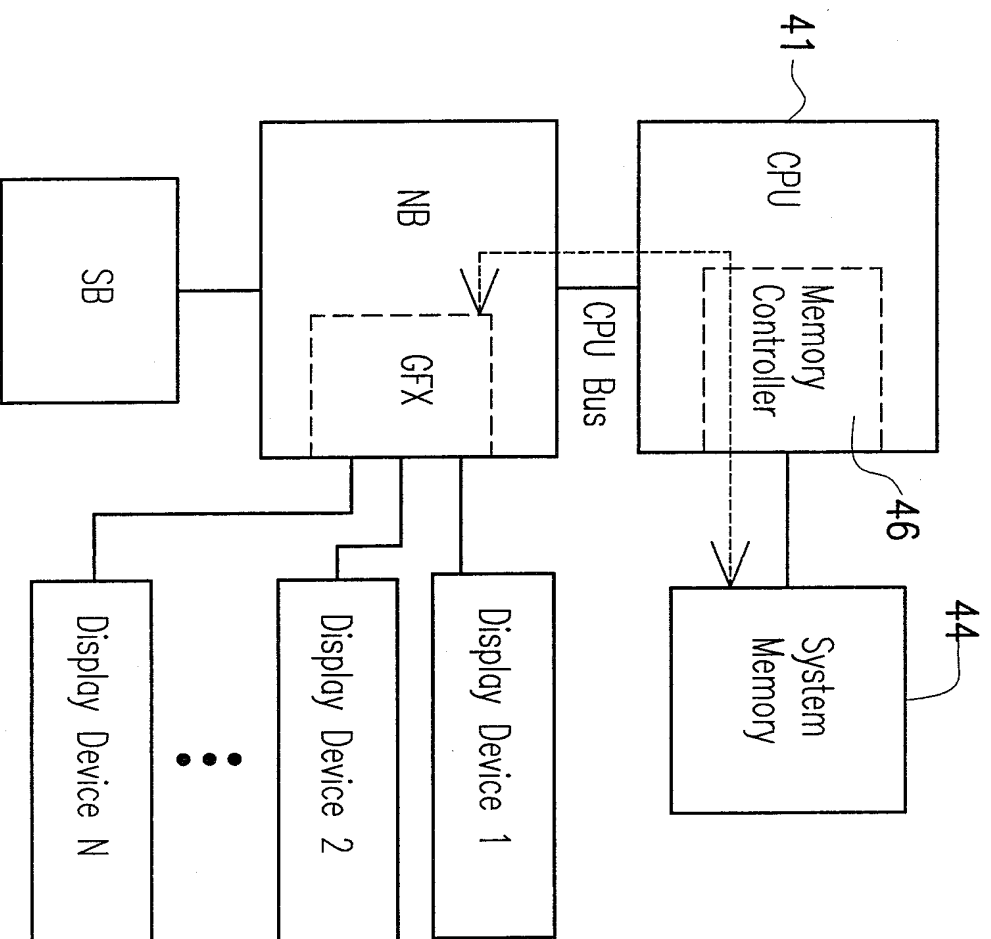 41
CPU
Memory
Controller
46
44
System
Memory
CPU Bus
NB
GFX
Display Device 1
Display Device 2
Display Device N
SB